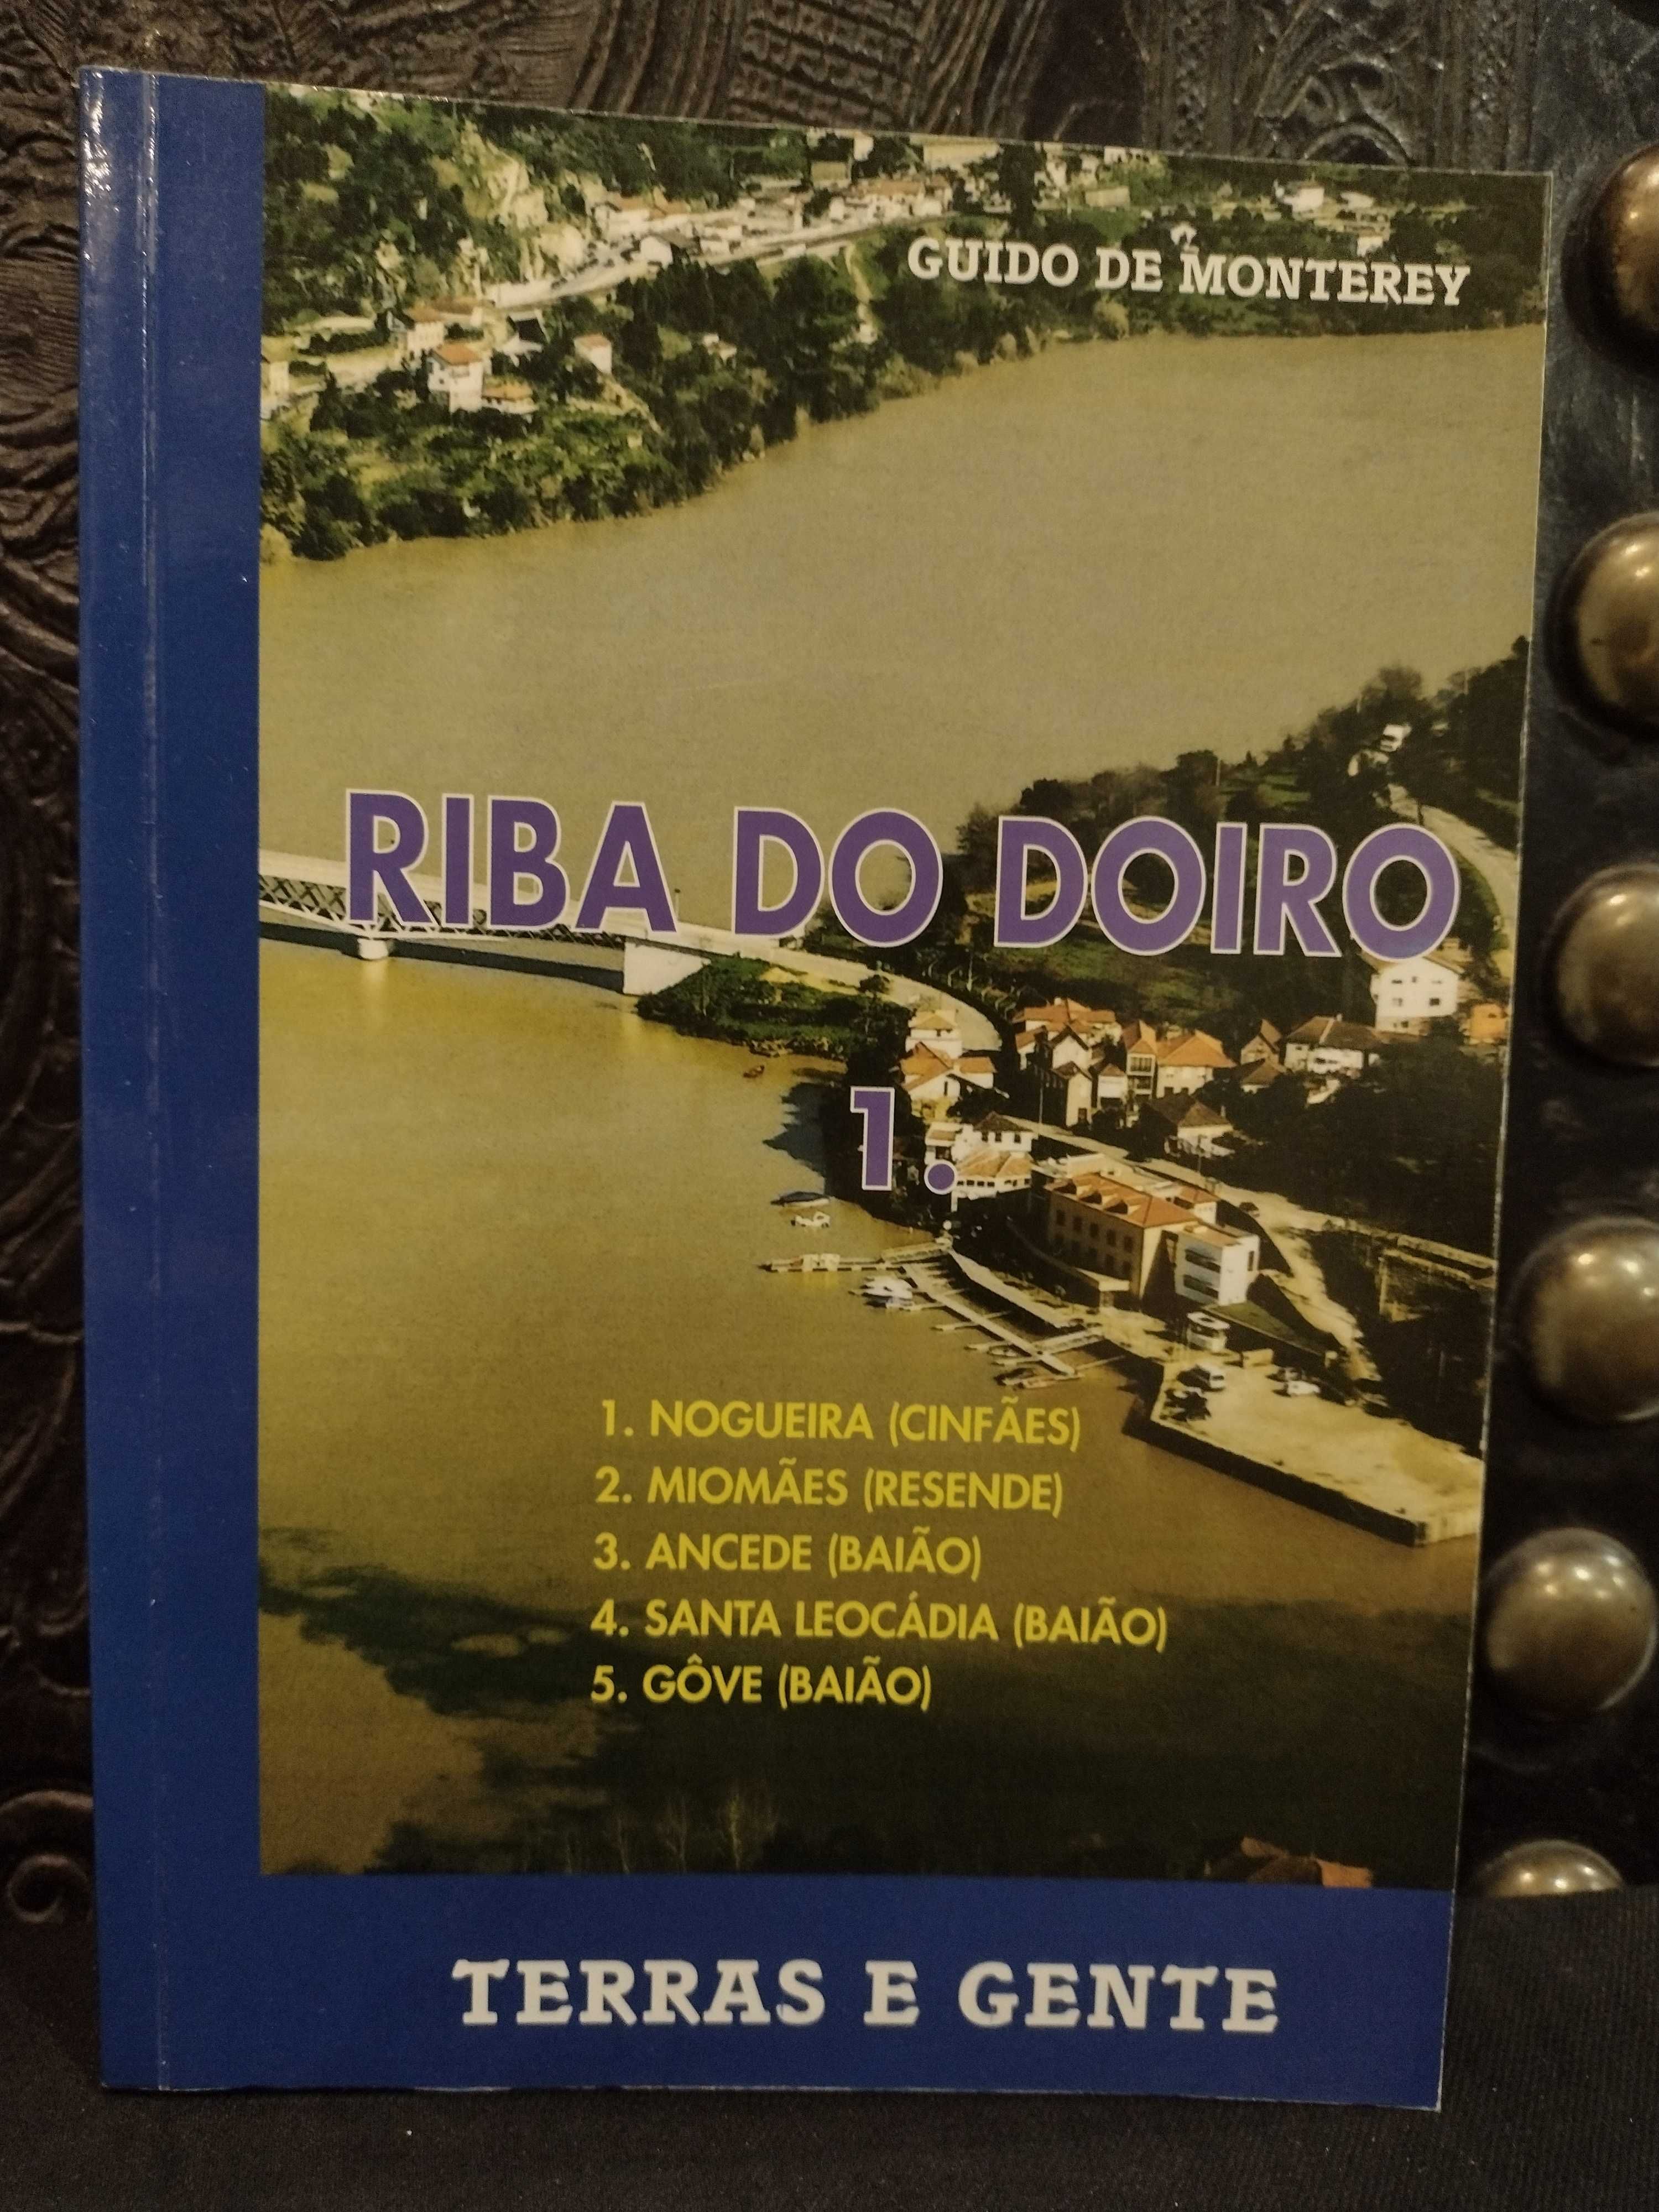 GUIDO DE MONTEREY
RIBA DO DOIRO
1.
1. NOGUEIRA (CINFÃES)
2. MIOMÃES (RESENDE)
3. ANCEDE (BAIÃO)
4. SANTA LEOCÁDIA (BAIÃO)
5. GÔVE (BAIÃO)
TERRAS E GENTE